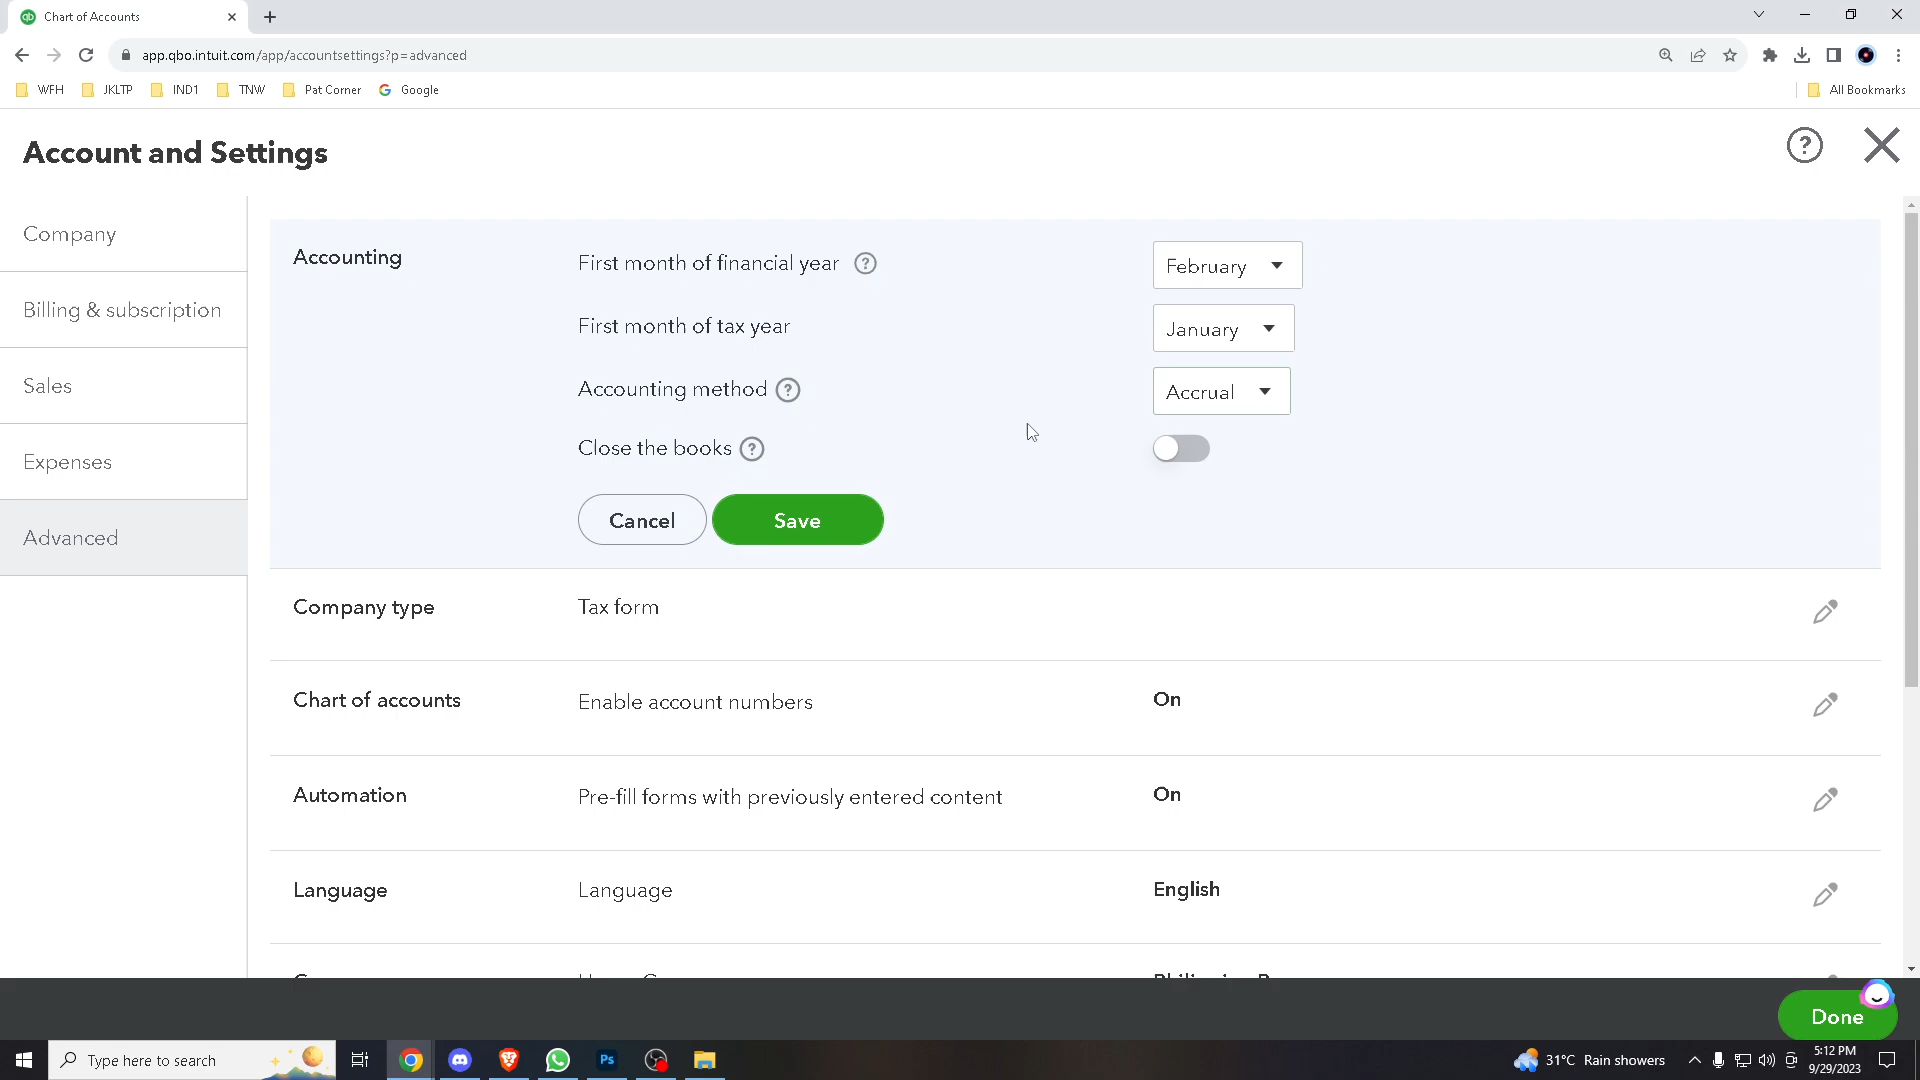 Chart of Accounts
app.qbo.intuit.com/app/accountsettings?p=advanced
WFH JKLTP IND1 TNW Pat Corner Google All Bookmarks
Account and Settings
Company
Billing & subscription
Sales
Expenses
Advanced
Accounting
First month of financial year ? February
First month of tax year January
Accounting method ? Accrual
Close the books ?
Cancel Save
Company type Tax form
Chart of accounts Enable account numbers On
Automation Pre-fill forms with previously entered content On
Language Language English
Done
Type here to search
Ps
31°C Rain showers
5:12 PM
9/29/2023